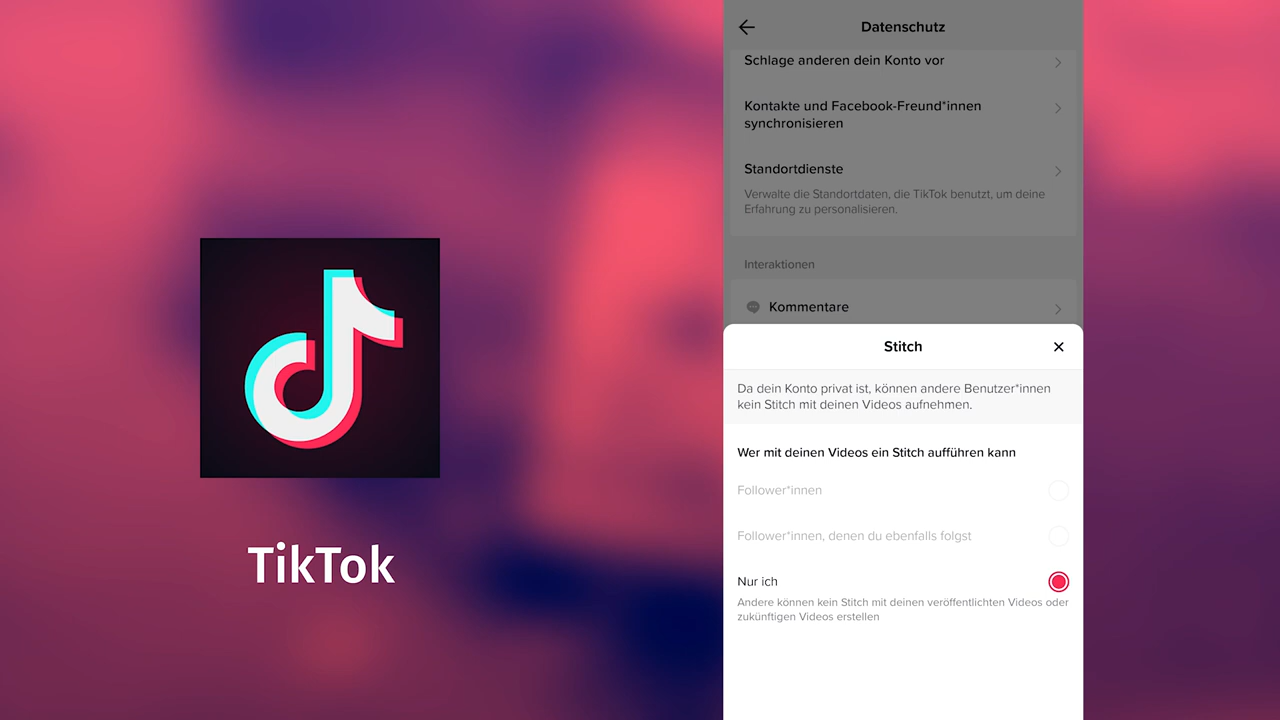 TikTok
Datenschutz
Schlage anderen dein Konto vor
Kontakte und Facebook-Freund*innen
synchronisieren
Standortdienste
Verwalte die Standortdaten, die TikTok benutzt, um deine
Erfahrung zu personalisieren.
Interaktionen
Kommentare
Stitch
Da dein Konto privat ist, können andere Benutzer*innen
kein Stitch mit deinen Videos aufnehmen.
Wer mit deinen Videos ein Stitch aufführen kann
Follower*innen
Follower*innen, denen du ebenfalls folgst
Nur ich
Andere können kein Stitch mit deinen veröffentlichten Videos oder
zukünftigen Videos erstellen